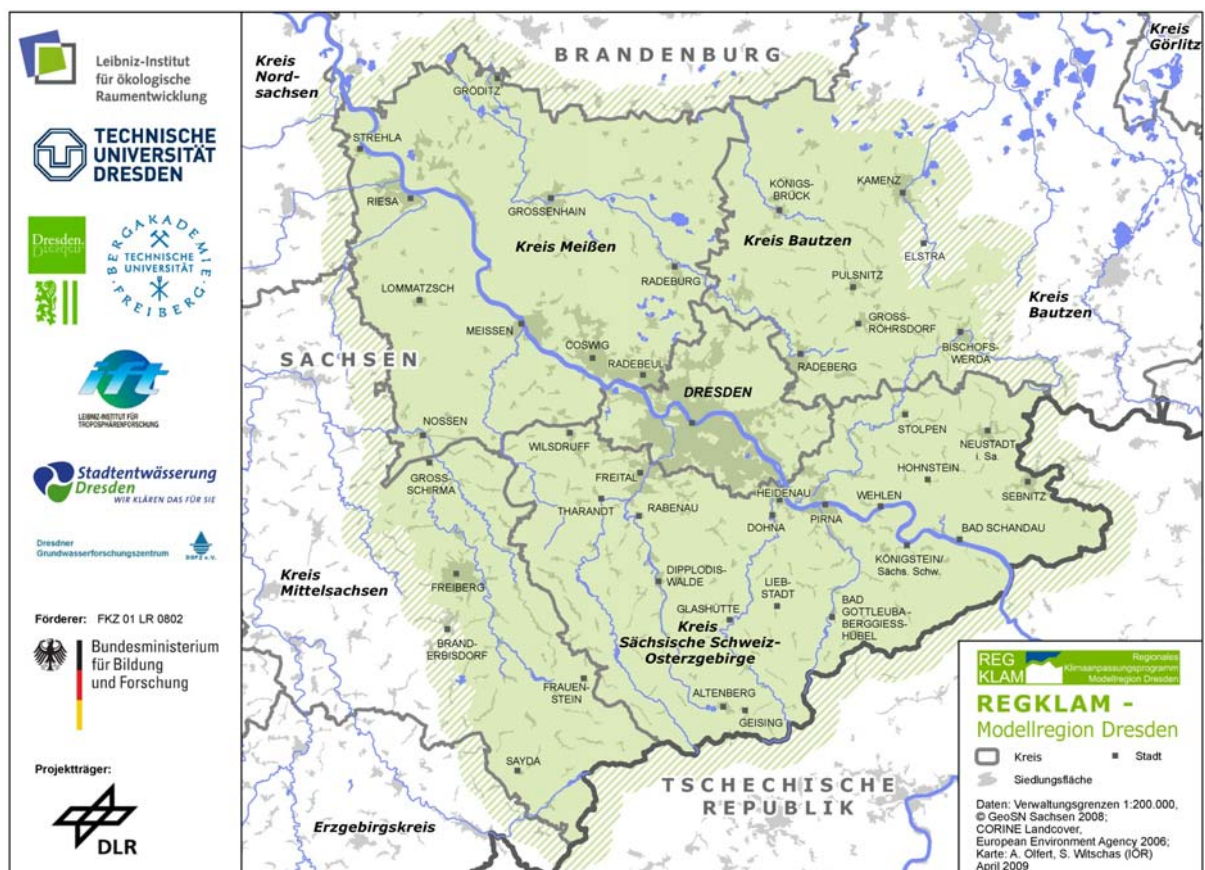 Leibniz-Institut
für ökologische
Raumentwicklung
TECHNISCHE
UNIVERSITÄT
DRESDEN
Dresden.
BERGAKADEMIE
TECHNISCHE
UNIVERSITÄT
FREIBERG
ift
LEIBNIZ-INSTITUT FÜR
TROPOSPHÄRENFORSCHUNG
Stadtentwässerung
Dresden
WIR KLÄREN DAS FÜR SIE
Dresdner
Grundwasserforschungszentrum
Förderer: FKZ 01 LR 0802
Bundesministerium
für Bildung
und Forschung
Projektträger:
DLR
BRANDENBURG
Kreis
Görlitz
Kreis
Nord-
sachsen
GRÖDITZ
STREHLA
RIESA
GROSSENHAIN
KÖNIGS-
BRÜCK
KAMENZ
Kreis Meißen
Kreis Bautzen
ELSTRA
RADEBURG
PULSNITZ
LOMMATZSCH
Kreis
Bautzen
MEISSEN
GROSS-
RÖHRSDORF
COSWIG
BISCHOFS-
WERDA
SACHSEN
RADEBEUL
RADEBERG
DRESDEN
NOSSEN
WILSDRUFF
STOLPEN
NEUSTADT
i. Sa.
GROSS-
SCHIRMA
FREITAL
HOHNSTEIN
SEBNITZ
THARANDT
RABENAU
HEIDENAU
DOHNA
PIRNA
WEHLEN
BAD SCHANDAU
KÖNIGSTEIN/
Sächs. Schw.
Kreis
Mittelsachsen
FREIBERG
DIPPLODIS-
WALDE
LIEB-
STADT
GLASHÜTTE
BAD
GOTTLEUBA-
BERGGIESS-
HÜBEL
BRAND-
ERBISDORF
Kreis
Sächsische Schweiz-
Osterzgebirge
FRAUEN-
STEIN
ALTENBERG
GEISING
SAYDA
TSCHECHISCHE
REPUBLIK
Erzgebirgskreis
REG
KLAM
Regionales
Klimaanpassungsprogramm
Modellregion Dresden
REGKLAM -
Modellregion Dresden
Kreis
Stadt
Siedlungsfläche
Daten: Verwaltungsgrenzen 1:200.000,
© GeoSN Sachsen 2008;
CORINE Landcover,
European Environment Agency 2006;
Karte: A. Olfert, S. Witschas (IÖR)
April 2009